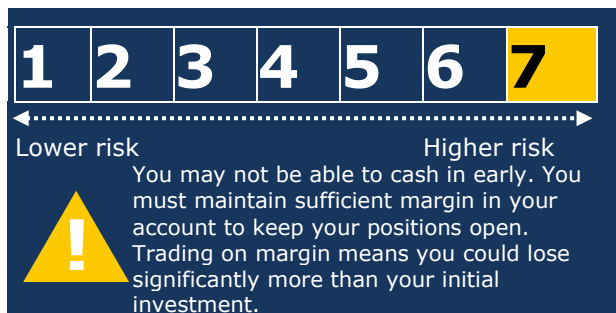 1 2 3 4 5 6 7
Lower risk Higher risk
You may not be able to cash in early. You
must maintain sufficient margin in your
account to keep your positions open.
Trading on margin means you could lose
significantly more than your initial
investment.
!